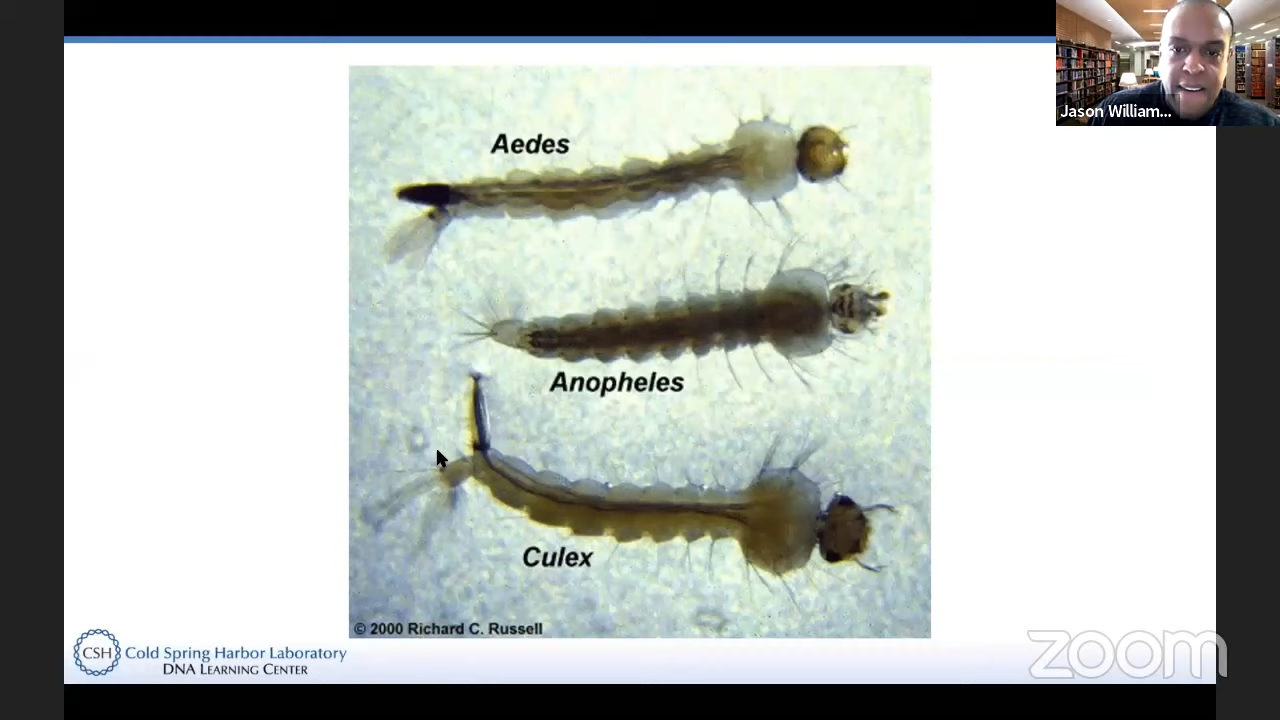 Jason William...
Aedes
Anopheles
Culex
© 2000 Richard C. Russell
CSH
Cold Spring Harbor Laboratory
DNA LEARNING CENTER
zoom